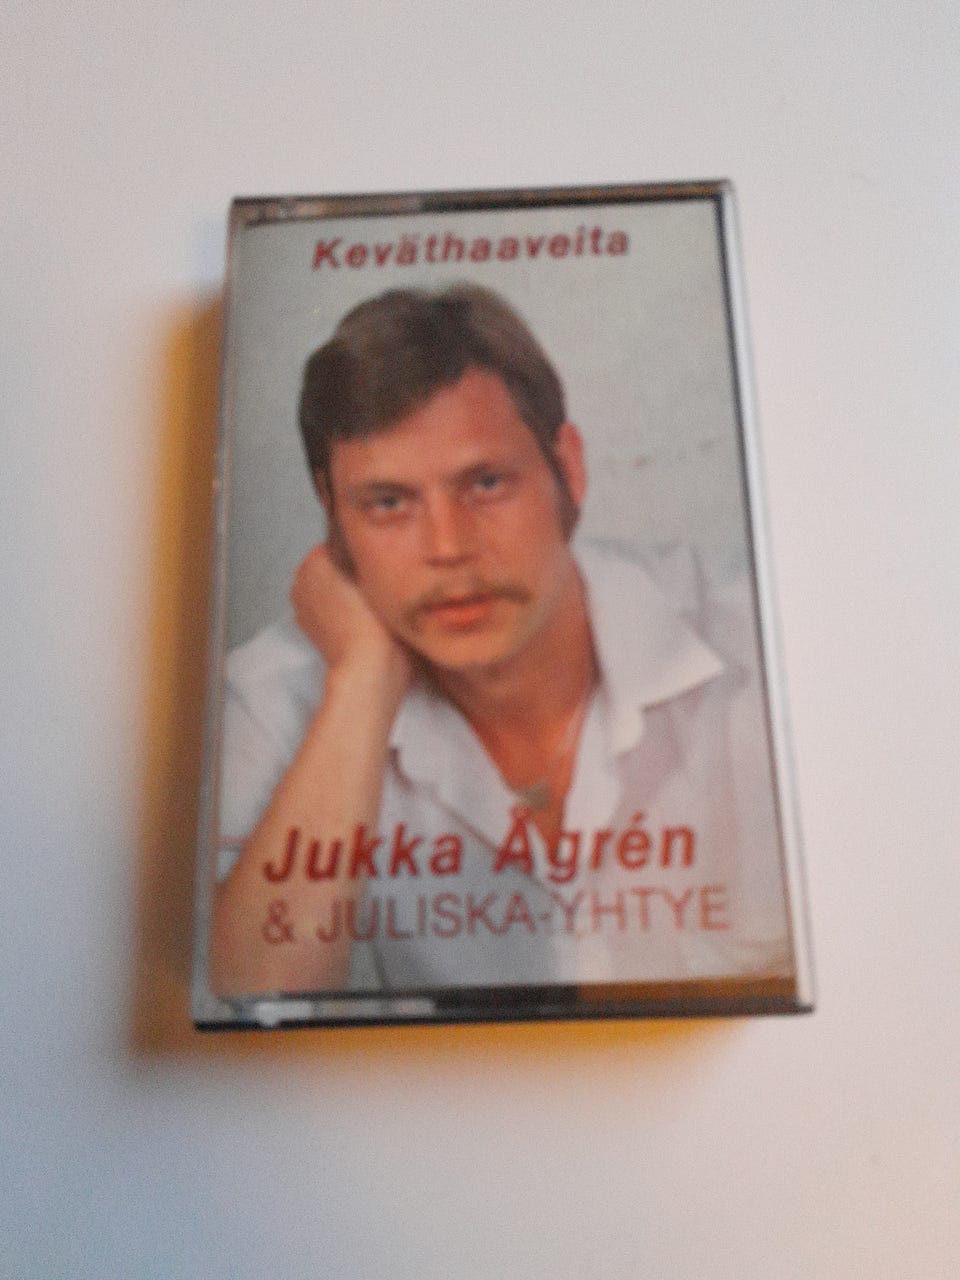 Keväthaaveita
Jukka Ågrén
& JULISKA-YHTYE